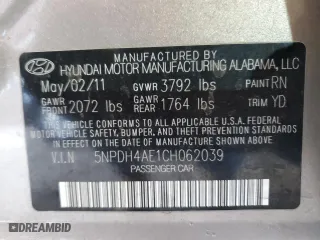 MANUFACTURED BY
HYUNDAI MOTOR MANUFACTURING ALABAMA, LLC
May/02/11 GVWR 3792 lbs PAINT RN
GAWR FRONT 2072 lbs GAWR REAR 1764 lbs TRIM YD
THIS VEHICLE CONFORMS TO ALL APPLICABLE U.S. FEDERAL
MOTOR VEHICLE SAFETY, BUMPER, AND THEFT PREVENTION
STANDARDS IN EFFECT ON THE DATE OF MANUFACTURE SHOWN ABOVE.
V.I.N 5NPDH4AE1CH062039
PASSENGER CAR
DREAMBID
DREAMBID.COM